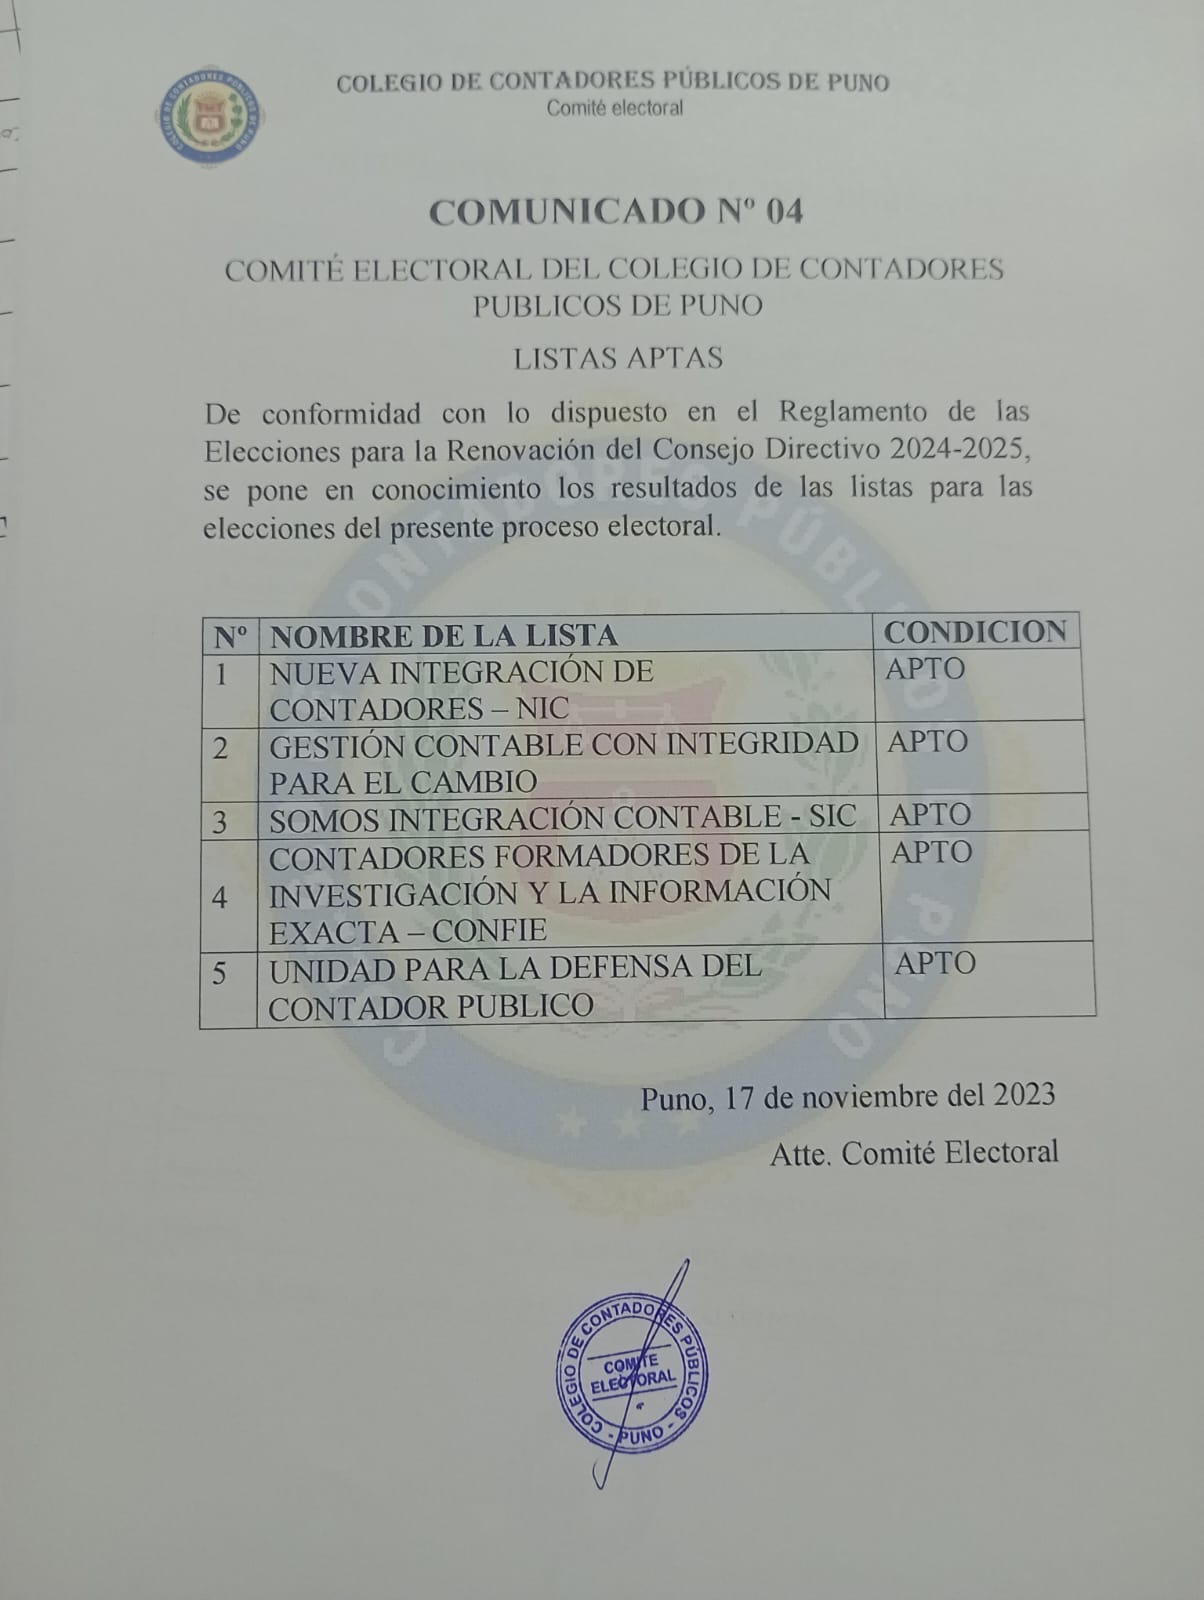 COLEGIO DE CONTADORES PÚBLICOS DE PUNO
Comité electoral
COLEGIO DE CONTADORES PÚBLICOS DE PUNO
COMUNICADO Nº 04
COMITÉ ELECTORAL DEL COLEGIO DE CONTADORES
PUBLICOS DE PUNO
LISTAS APTAS
De conformidad con lo dispuesto en el Reglamento de las
Elecciones para la Renovación del Consejo Directivo 2024-2025,
se pone en conocimiento los resultados de las listas para las
elecciones del presente proceso electoral.
Nº NOMBRE DE LA LISTA CONDICION
1 NUEVA INTEGRACIÓN DE APTO
CONTADORES – NIC
2 GESTIÓN CONTABLE CON INTEGRIDAD APTO
PARA EL CAMBIO
3 SOMOS INTEGRACIÓN CONTABLE - SIC APTO
CONTADORES FORMADORES DE LA APTO
4 INVESTIGACIÓN Y LA INFORMACIÓN
EXACTA – CONFIE
5 UNIDAD PARA LA DEFENSA DEL APTO
CONTADOR PUBLICO
Puno, 17 de noviembre del 2023
Atte. Comité Electoral
COLEGIO DE CONTADORES PÚBLICOS - PUNO -
COMITE
ELECTORAL